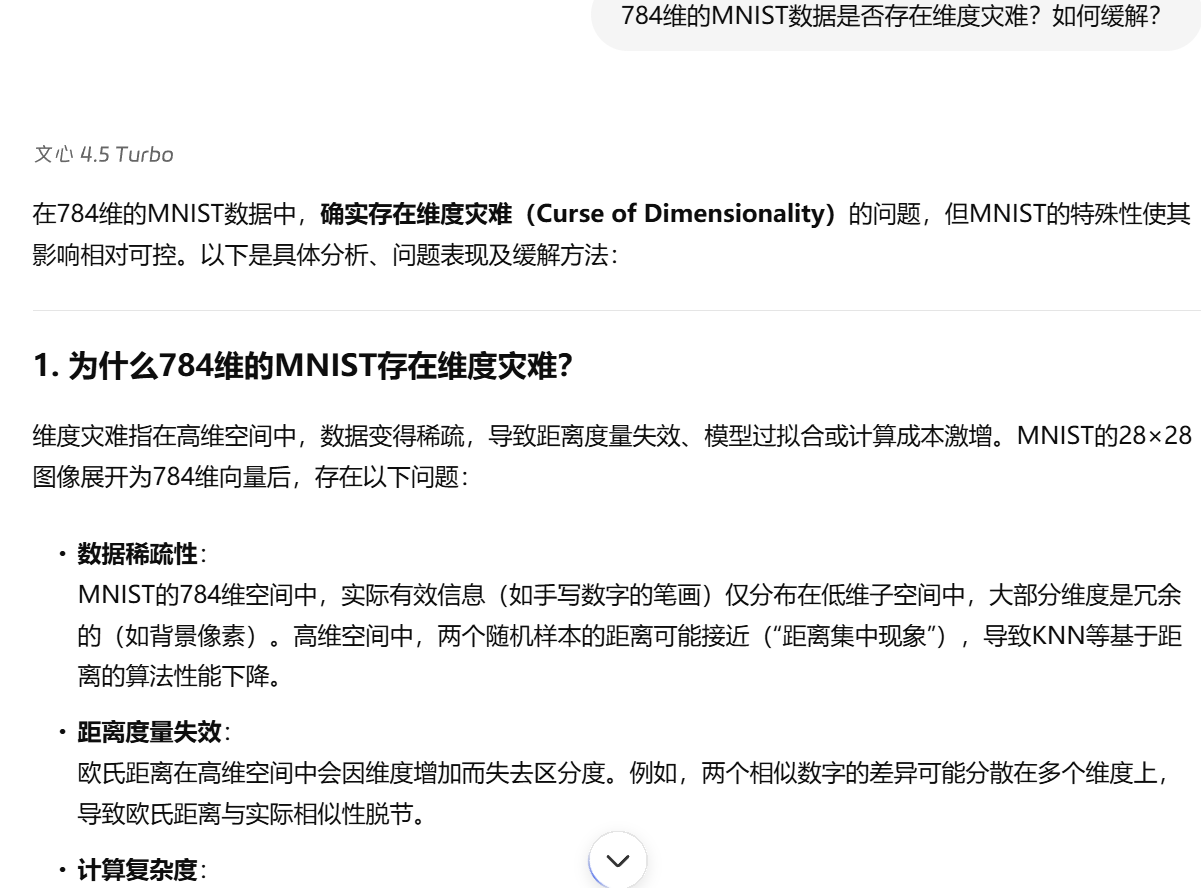 784维的MNIST数据是否存在维度灾难？如何缓解？
文心 4.5 Turbo
在784维的MNIST数据中，确实存在维度灾难（Curse of Dimensionality）的问题，但MNIST的特殊性使其
影响相对可控。以下是具体分析、问题表现及缓解方法：
1. 为什么784维的MNIST存在维度灾难？
维度灾难指在高维空间中，数据变得稀疏，导致距离度量失效、模型过拟合或计算成本激增。MNIST的28×28
图像展开为784维向量后，存在以下问题：
• 数据稀疏性：
MNIST的784维空间中，实际有效信息（如手写数字的笔画）仅分布在低维子空间中，大部分维度是冗余
的（如背景像素）。高维空间中，两个随机样本的距离可能接近（“距离集中现象”），导致KNN等基于距
离的算法性能下降。
• 距离度量失效：
欧氏距离在高维空间中会因维度增加而失去区分度。例如，两个相似数字的差异可能分散在多个维度上，
导致欧氏距离与实际相似性脱节。
• 计算复杂度：